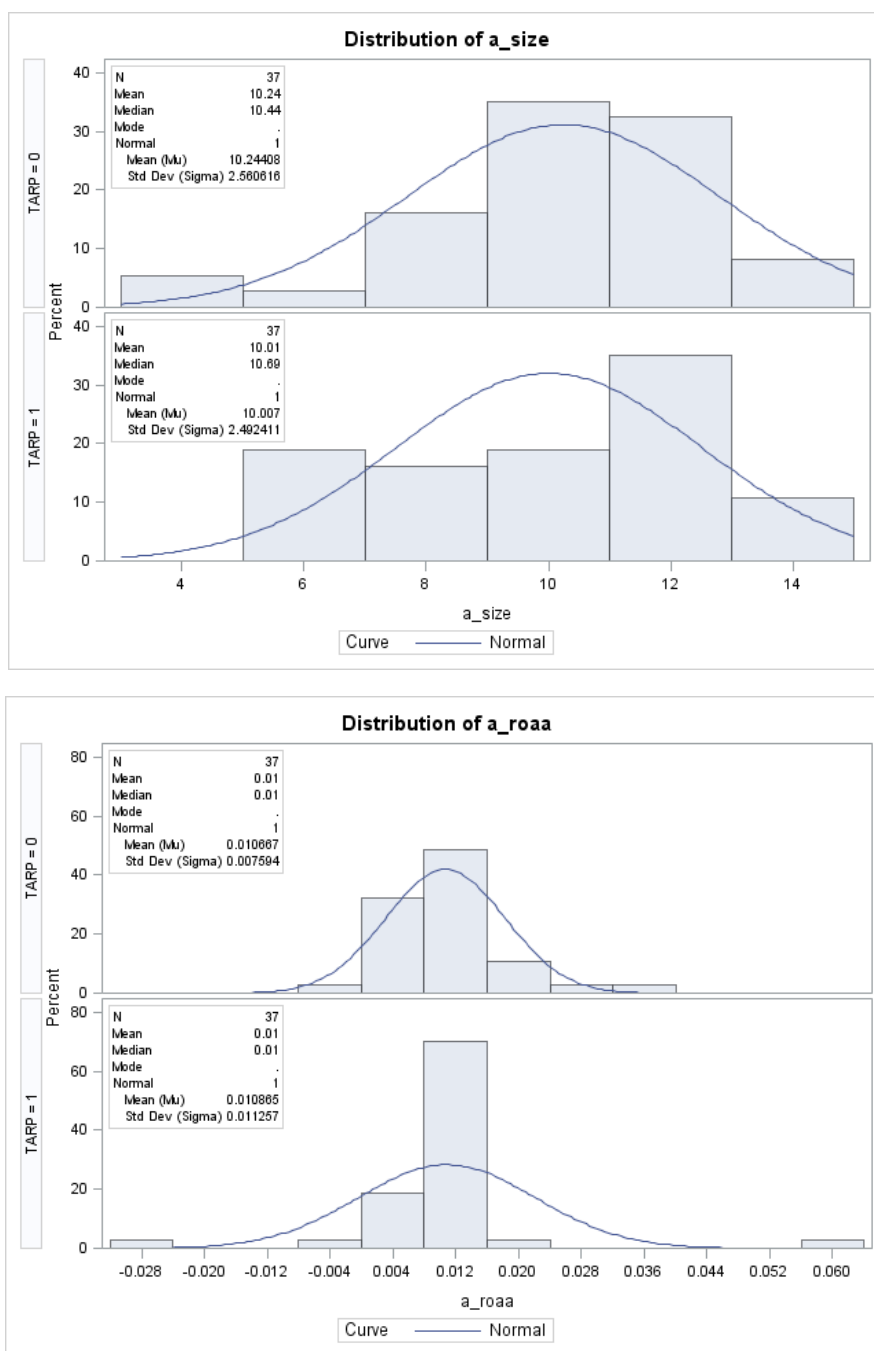 Distribution of a_size
TARP = 0
40
30
20
10
0
N 37
Mean 10.24
Median 10.44
Mode .
Normal 1
Mean (Mu) 10.24408
Std Dev (Sigma) 2.560616
Percent
TARP = 1
40
30
20
10
0
N 37
Mean 10.01
Median 10.69
Mode .
Normal 1
Mean (Mu) 10.007
Std Dev (Sigma) 2.492411
4 6 8 10 12 14
a_size
Curve Normal
Distribution of a_roaa
TARP = 0
80
60
40
20
0
N 37
Mean 0.01
Median 0.01
Mode .
Normal 1
Mean (Mu) 0.010667
Std Dev (Sigma) 0.007594
Percent
TARP = 1
80
60
40
20
0
N 37
Mean 0.01
Median 0.01
Mode .
Normal 1
Mean (Mu) 0.010865
Std Dev (Sigma) 0.011257
-0.028 -0.020 -0.012 -0.004 0.004 0.012 0.020 0.028 0.036 0.044 0.052 0.060
a_roaa
Curve Normal